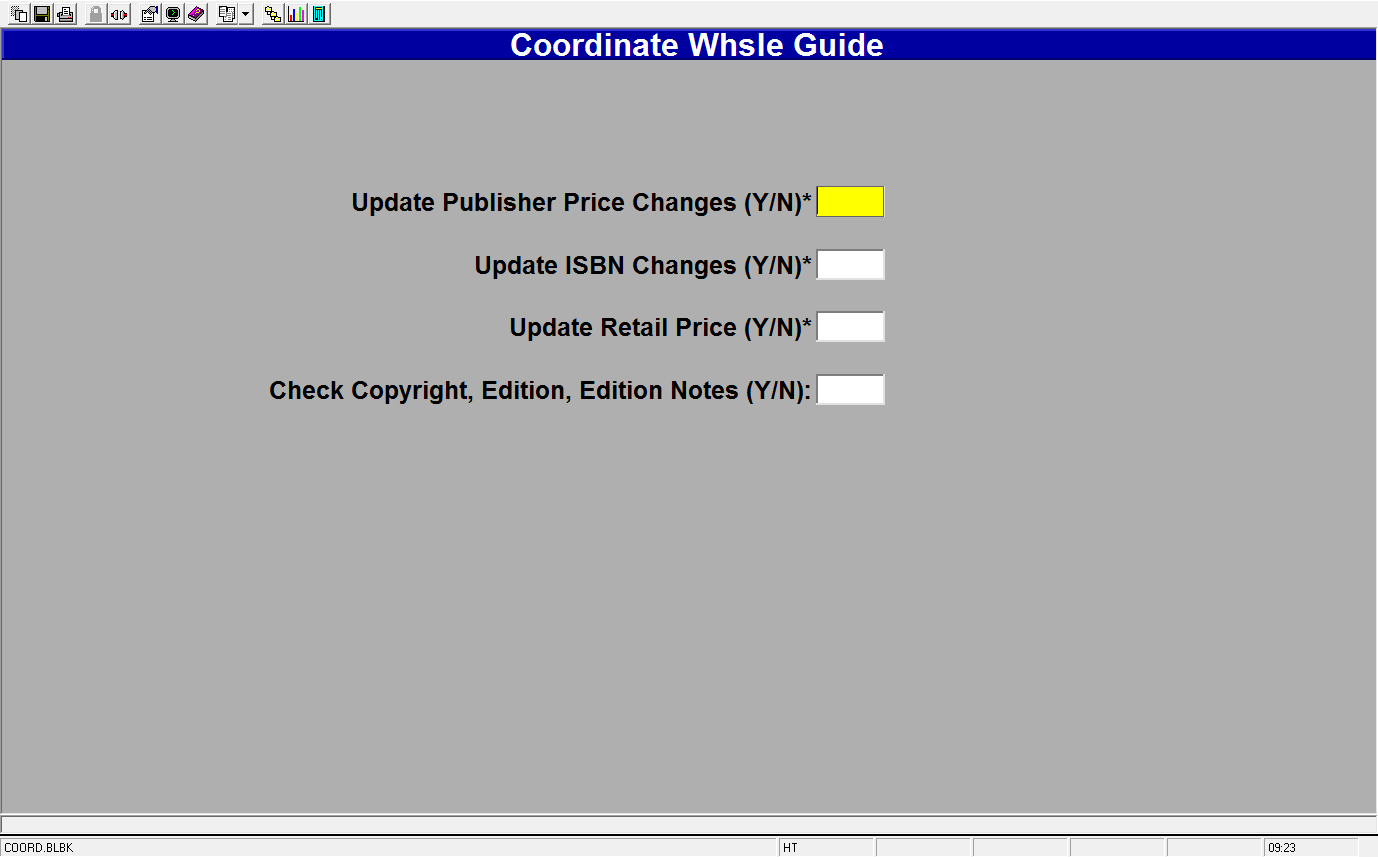 Coordinate Whsle Guide
Update Publisher Price Changes (Y/N)*
Update ISBN Changes (Y/N)*
Update Retail Price (Y/N)*
Check Copyright, Edition, Edition Notes (Y/N):
COORD.BLBK HT 09:23